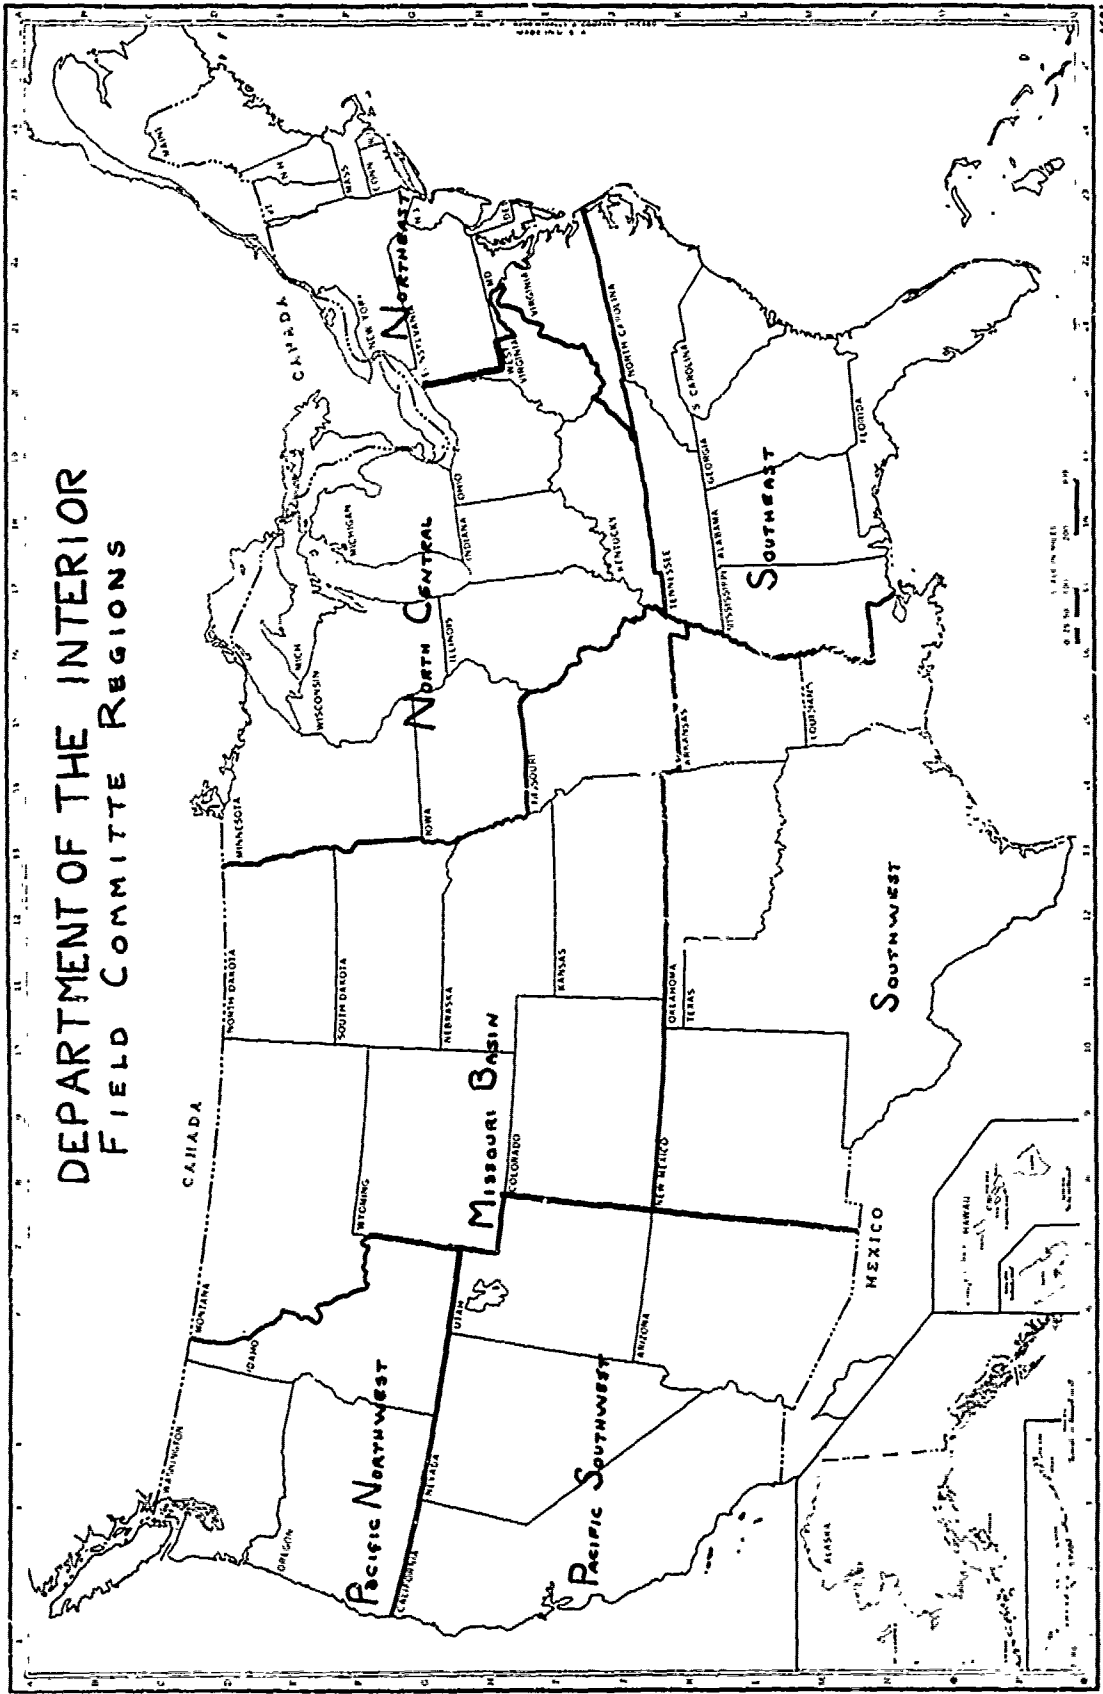 DEPARTMENT OF THE INTERIOR
FIELD COMMITTE REGIONS
CANADA
CANADA
WASHINGTON
MONTANA
NORTH DAKOTA
MINNESOTA
WISCONSIN
MICH
MICHIGAN
NEW YORK
VT
N H
MAINE
MASS
CONN
NORTHEAST
N J
OREGON
IDAHO
WYOMING
SOUTH DAKOTA
NEBRASKA
IOWA
ILLINOIS
INDIANA
OHIO
MD
DE
WEST
VIRGINIA
VIRGINIA
PACIFIC NORTHWEST
MISSOURI BASIN
NORTH CENTRAL
CALIFORNIA
NEVADA
UTAH
COLORADO
KANSAS
MISSOURI
KENTUCKY
NORTH CAROLINA
PACIFIC SOUTHWEST
ARIZONA
NEW MEXICO
OKLAHOMA
TEXAS
ARKANSAS
TENNESSEE
S CAROLINA
MISSISSIPPI
ALABAMA
GEORGIA
SOUTHEAST
LOUISIANA
FLORIDA
SOUTHWEST
MEXICO
ALASKA
HAWAII